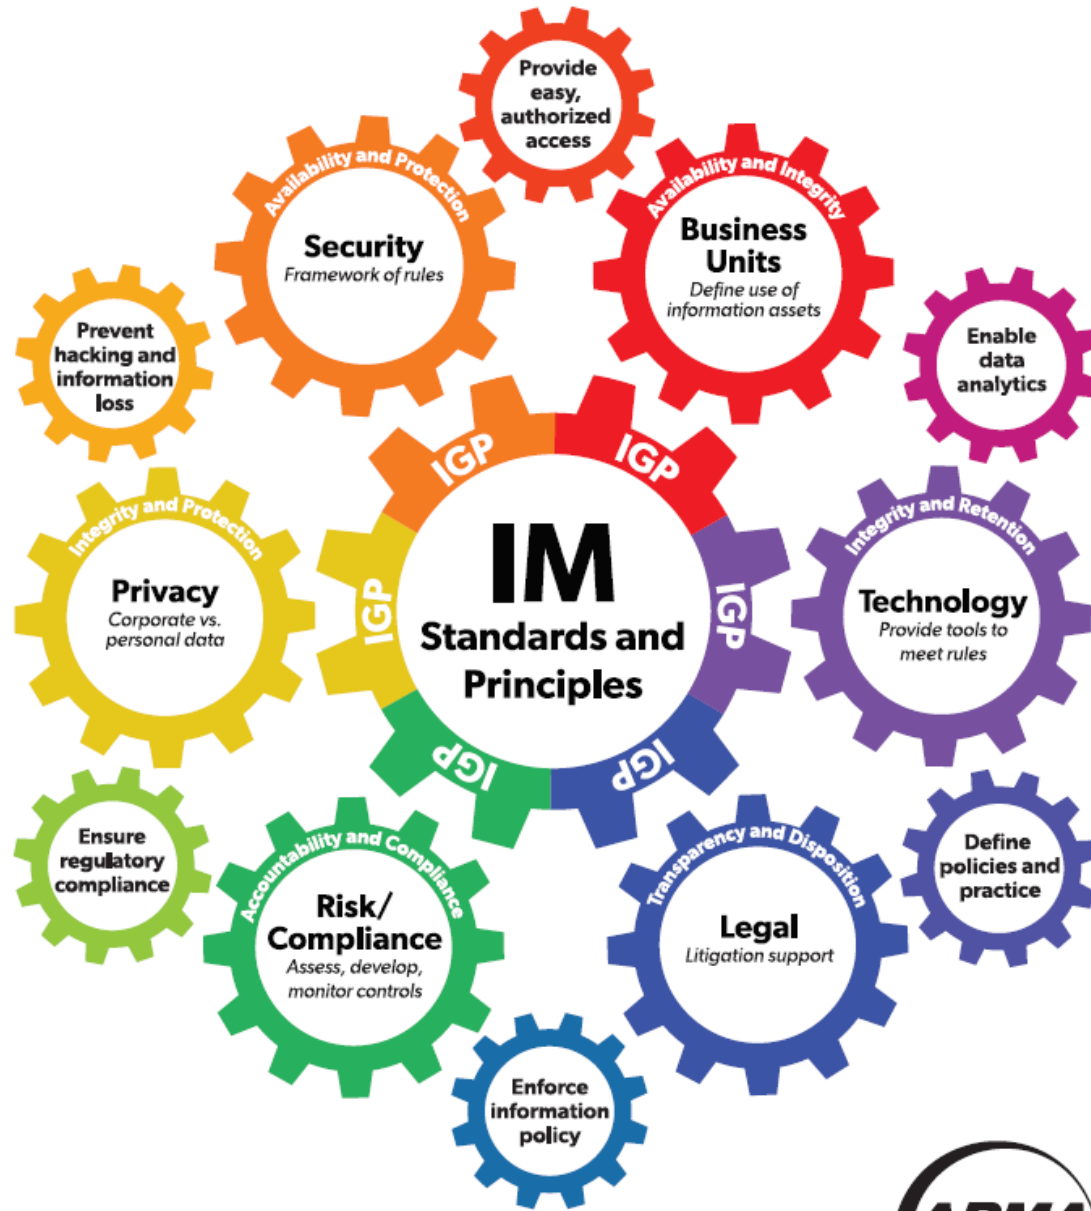 Provide
easy,
authorized
access
Availability and Protection
Security
Framework of rules
Availability and Integrity
Business
Units
Define use of
information assets
Prevent
hacking and
information
loss
Enable
data
analytics
IGP
IGP
IGP
IGP
IGP
IGP
IM
Standards and
Principles
Integrity and Protection
Privacy
Corporate vs.
personal data
Integrity and Retention
Technology
Provide tools to
meet rules
Ensure
regulatory
compliance
Accountability and Compliance
Risk/
Compliance
Assess, develop,
monitor controls
Transparency and Disposition
Legal
Litigation support
Define
policies and
practice
Enforce
information
policy